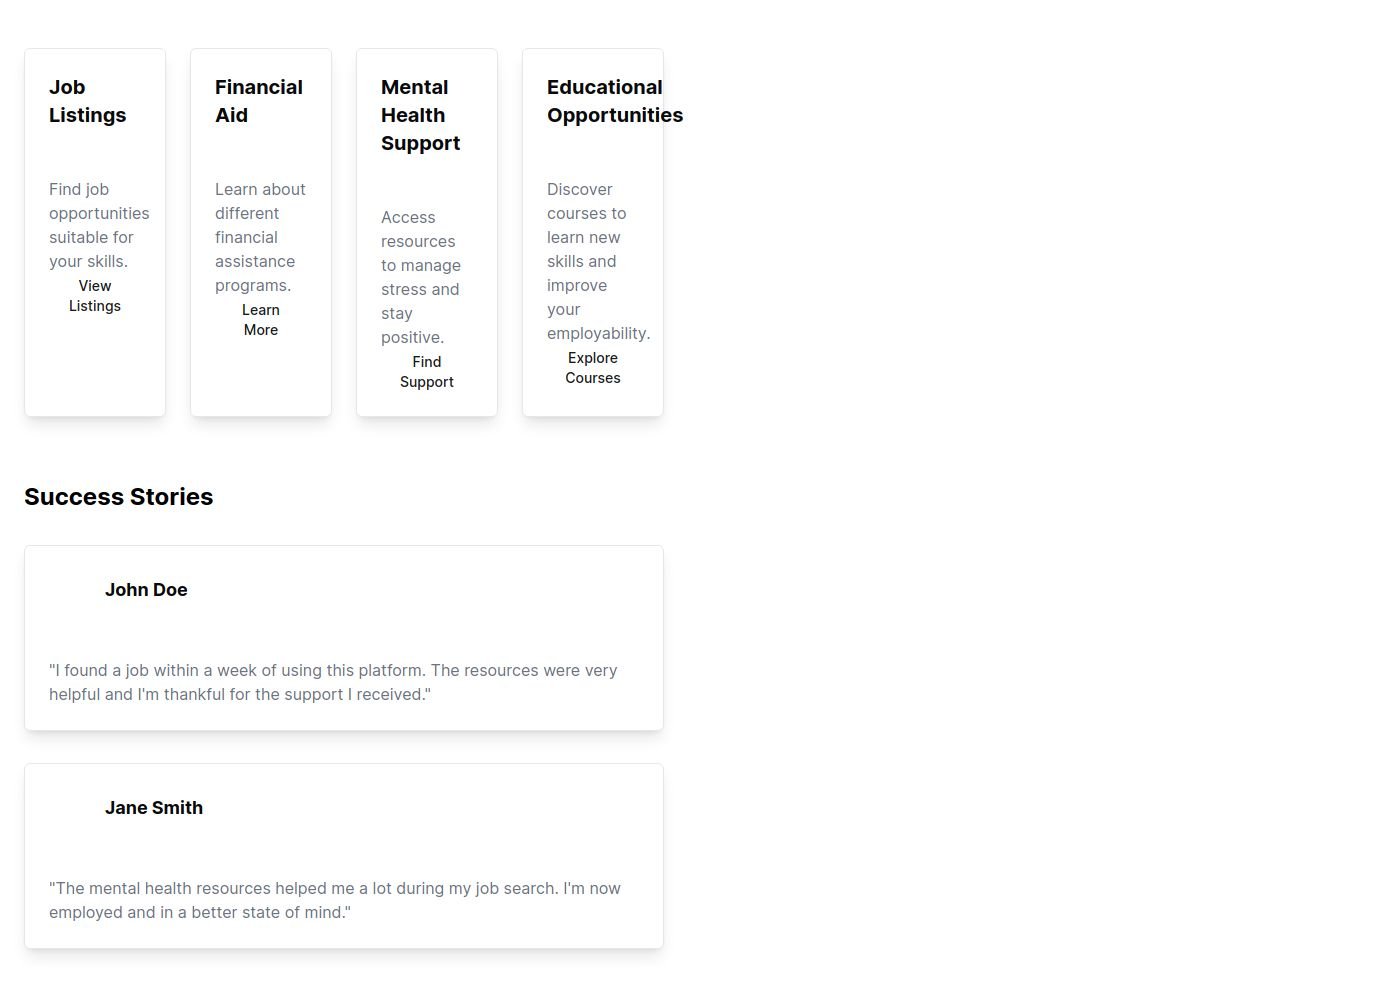 Job
Listings
Find job
opportunities
suitable for
your skills.
View
Listings
Financial
Aid
Learn about
different
financial
assistance
programs.
Learn
More
Mental
Health
Support
Access
resources
to manage
stress and
stay
positive.
Find
Support
Educational
Opportunities
Discover
courses to
learn new
skills and
improve
your
employability.
Explore
Courses
Success Stories
John Doe
"I found a job within a week of using this platform. The resources were very
helpful and I'm thankful for the support I received."
Jane Smith
"The mental health resources helped me a lot during my job search. I'm now
employed and in a better state of mind."